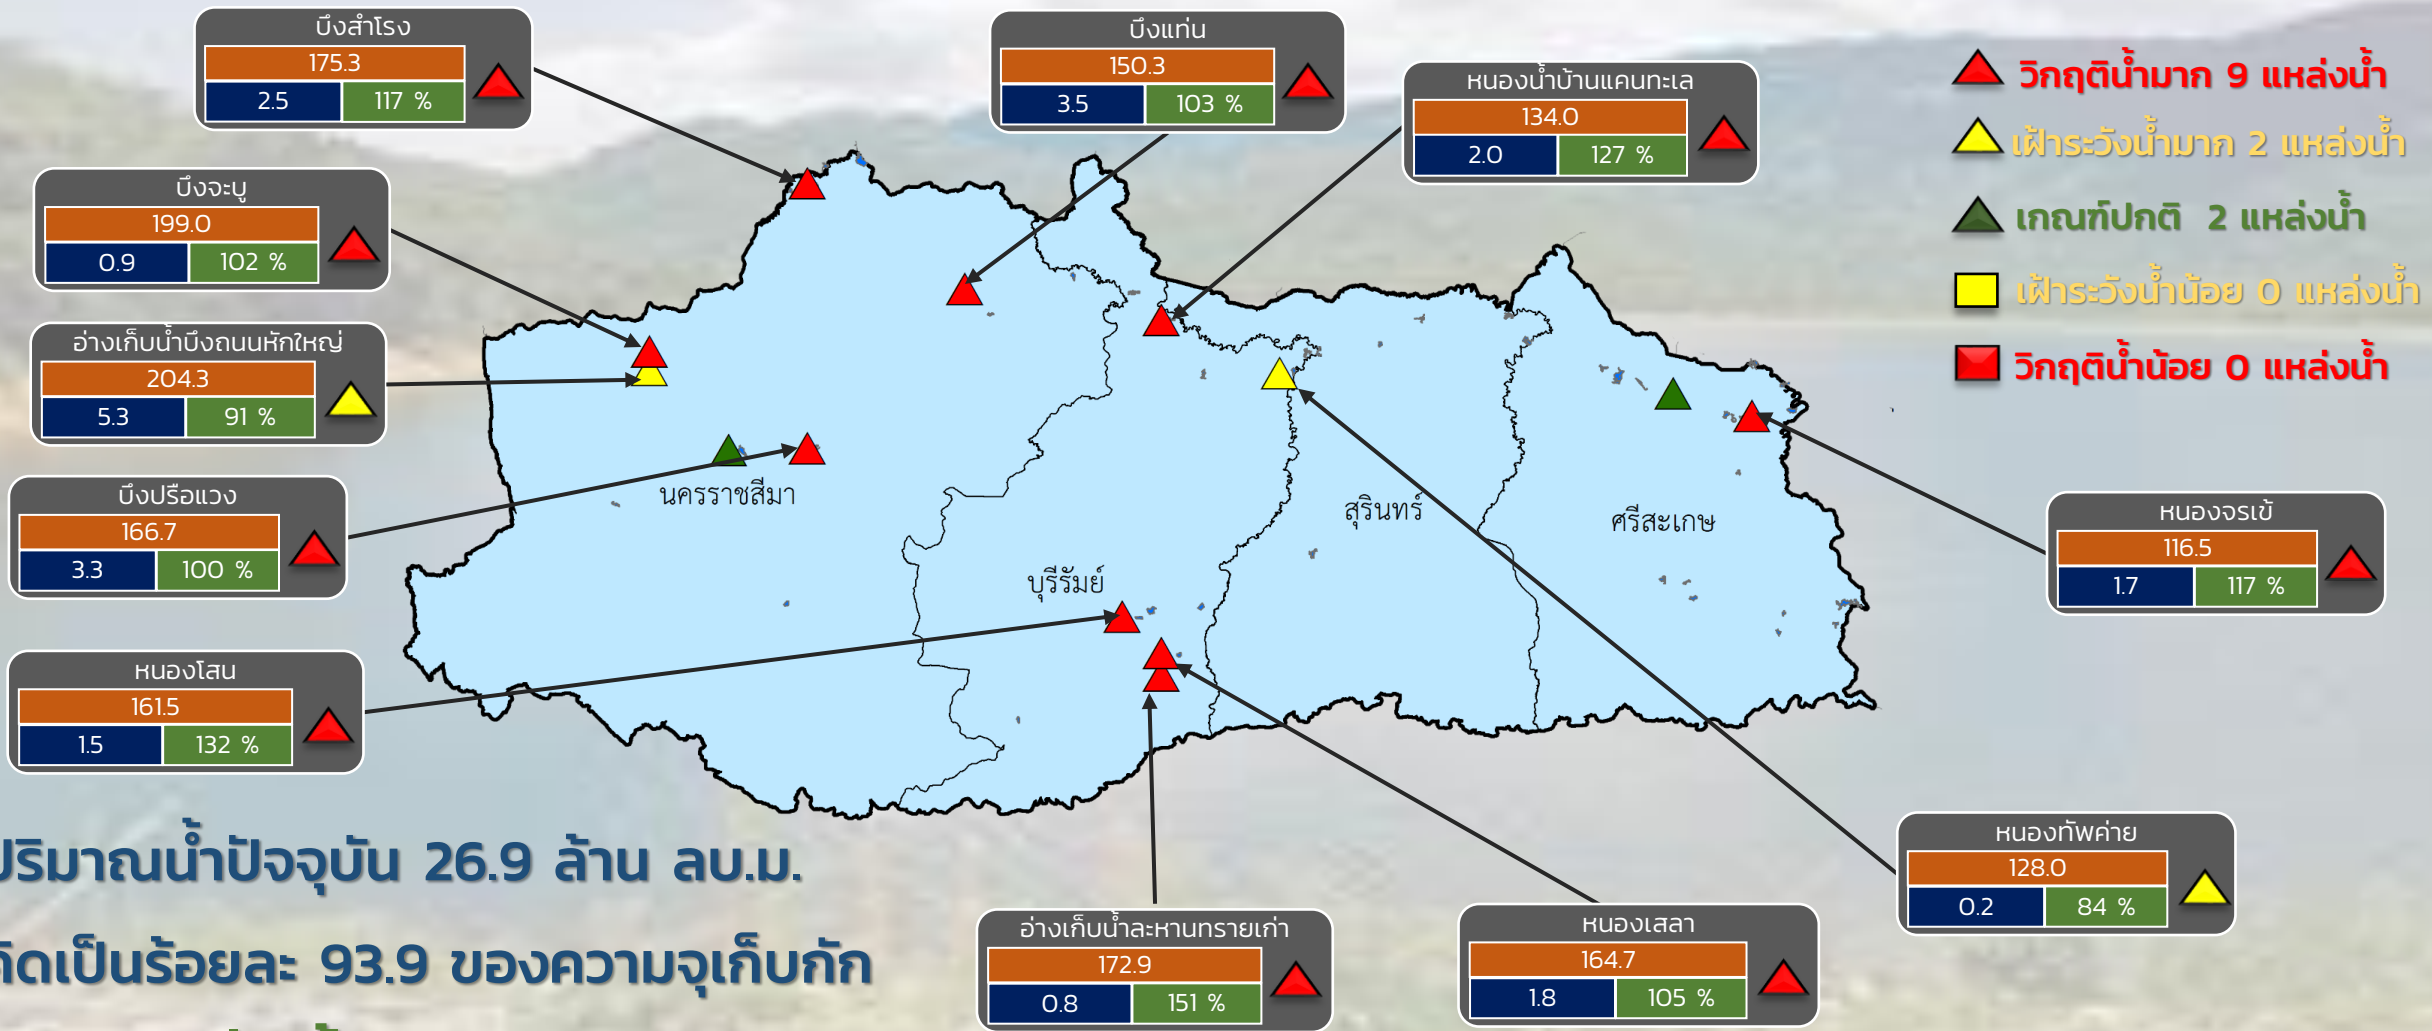 บึงสำโรง
175.3
2.5 117 %
บึงแท่น
150.3
3.5 103 %
หนองน้ำบ้านแคนทะเล
134.0
2.0 127 %
วิกฤติน้ำมาก 9 แหล่งน้ำ
เฝ้าระวังน้ำมาก 2 แหล่งน้ำ
เกณฑ์ปกติ 2 แหล่งน้ำ
เฝ้าระวังน้ำน้อย 0 แหล่งน้ำ
วิกฤติน้ำน้อย 0 แหล่งน้ำ
บึงจะบู
199.0
0.9 102 %
อ่างเก็บน้ำบึงถนนหักใหญ่
204.3
5.3 91 %
บึงปรือแวง
166.7
3.3 100 %
หนองโสน
161.5
1.5 132 %
นครราชสีมา
บุรีรัมย์
สุรินทร์
ศรีสะเกษ
หนองจรเข้
116.5
1.7 117 %
หนองทัพค่าย
128.0
0.2 84 %
อ่างเก็บน้ำละหานทรายเก่า
172.9
0.8 151 %
หนองเสลา
164.7
1.8 105 %
ปริมาณน้ำปัจจุบัน 26.9 ล้าน ลบ.ม.
คิดเป็นร้อยละ 93.9 ของความจุเก็บกัก